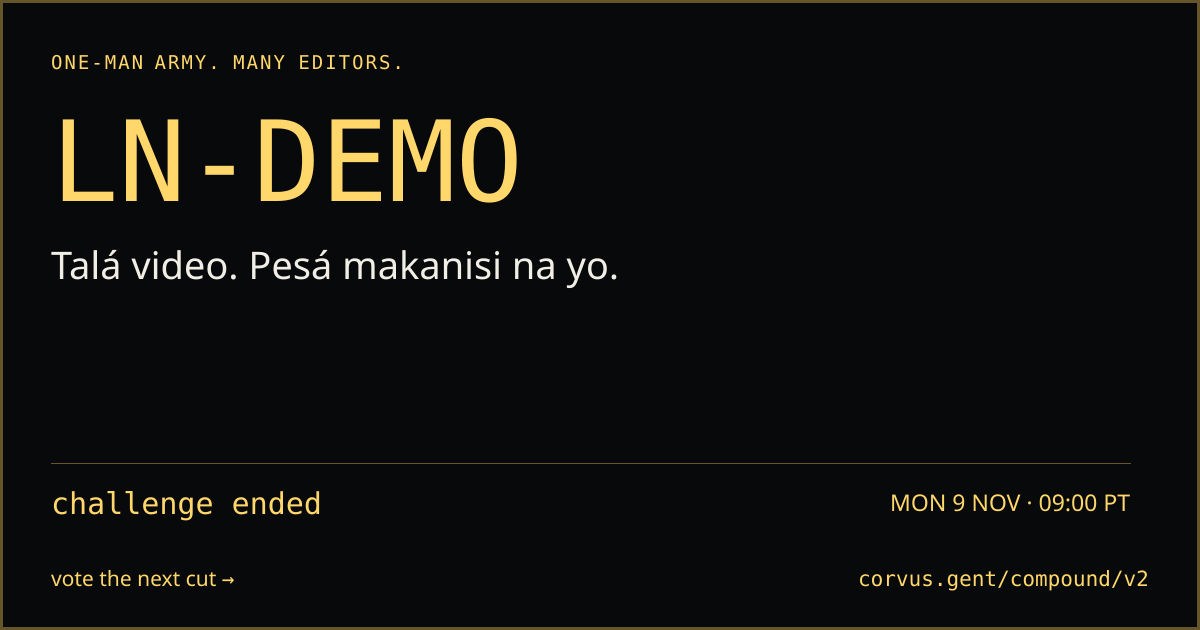 ONE-MAN ARMY. MANY EDITORS.
LN-DEMO
Talá video. Pesá makanisi na yo.
challenge ended
MON 9 NOV · 09:00 PT
vote the next cut →
corvus.gent/compound/v2